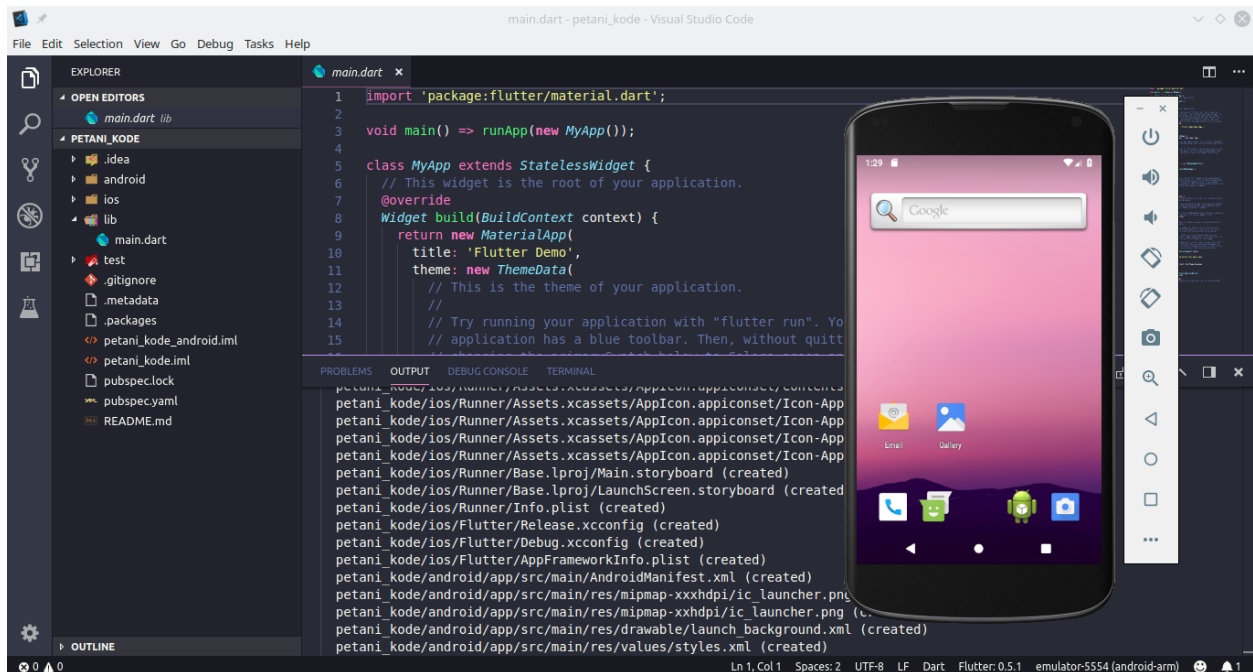 main.dart - petani_kode - Visual Studio Code
File Edit Selection View Go Debug Tasks Help
EXPLORER
OPEN EDITORS
main.dart lib
PETANI_KODE
.idea
android
ios
lib
main.dart
test
.gitignore
.metadata
.packages
petani_kode_android.iml
petani_kode.iml
pubspec.lock
pubspec.yaml
README.md
OUTLINE
main.dart
1 import 'package:flutter/material.dart';
2
3 void main() => runApp(new MyApp());
4
5 class MyApp extends StatelessWidget {
6 // This widget is the root of your application.
7 @override
8 Widget build(BuildContext context) {
9 return new MaterialApp(
10 title: 'Flutter Demo',
11 theme: new ThemeData(
12 // This is the theme of your application.
13 //
14 // Try running your application with "flutter run". Yo
15 // application has a blue toolbar. Then, without quitt
PROBLEMS OUTPUT DEBUG CONSOLE TERMINAL
petani_kode/ios/Runner/Assets.xcassets/AppIcon.appiconset/Contents
petani_kode/ios/Runner/Assets.xcassets/AppIcon.appiconset/Icon-App
petani_kode/ios/Runner/Assets.xcassets/AppIcon.appiconset/Icon-App
petani_kode/ios/Runner/Assets.xcassets/AppIcon.appiconset/Icon-App
petani_kode/ios/Runner/Assets.xcassets/AppIcon.appiconset/Icon-App
petani_kode/ios/Runner/Base.lproj/Main.storyboard (created)
petani_kode/ios/Runner/Base.lproj/LaunchScreen.storyboard (created
petani_kode/ios/Runner/Info.plist (created)
petani_kode/ios/Flutter/Release.xcconfig (created)
petani_kode/ios/Flutter/Debug.xcconfig (created)
petani_kode/ios/Flutter/AppFrameworkInfo.plist (created)
petani_kode/android/app/src/main/AndroidManifest.xml (created)
petani_kode/android/app/src/main/res/mipmap-xxxhdpi/ic_launcher.png
petani_kode/android/app/src/main/res/mipmap-xxhdpi/ic_launcher.png (c
petani_kode/android/app/src/main/res/drawable/launch_background.xml (created)
petani_kode/android/app/src/main/res/values/styles.xml (created)
1:29
Google
Email Gallery
0 0
Ln 1, Col 1 Spaces: 2 UTF-8 LF Dart Flutter: 0.5.1 emulator-5554 (android-arm) 1